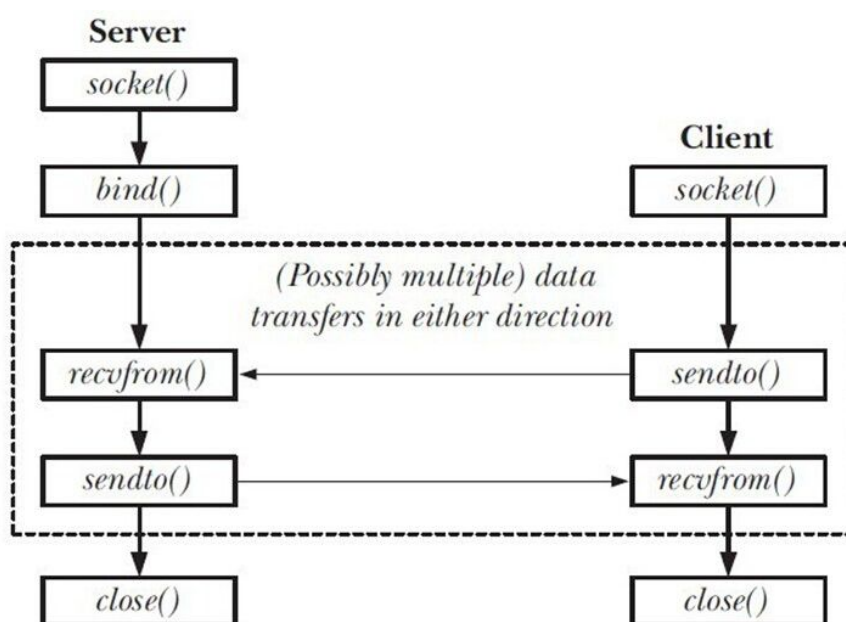 Server
socket()
Client
bind()
socket()
(Possibly multiple) data
transfers in either direction
recvfrom()
sendto()
sendto()
recvfrom()
close()
close()